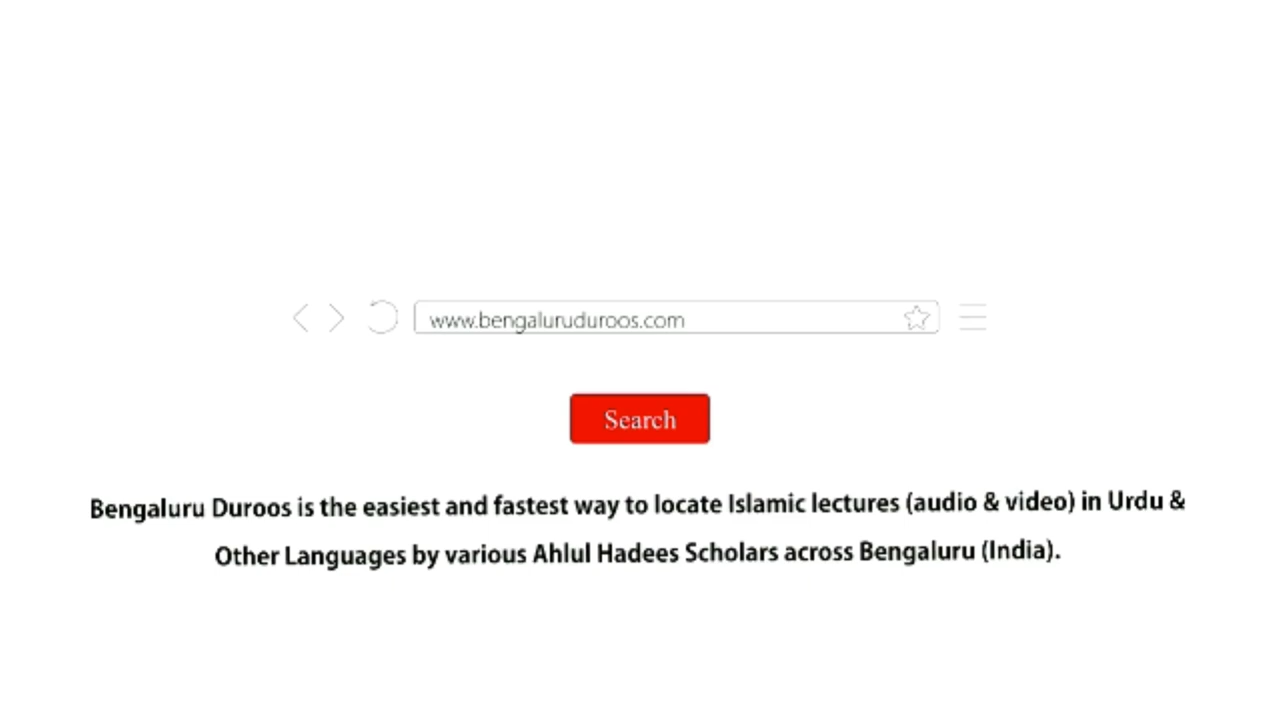 www.bengaluruduroos.com
Search
Bengaluru Duroos is the easiest and fastest way to locate Islamic lectures (audio & video) in Urdu &
Other Languages by various Ahlul Hadees Scholars across Bengaluru (India).